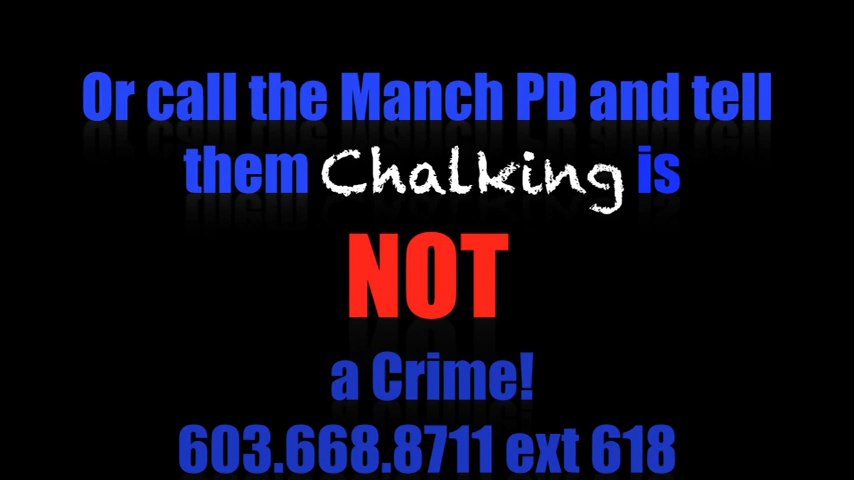 Or call the Manch PD and tell
them Chalking is
NOT
a Crime!
603.668.8711 ext 618